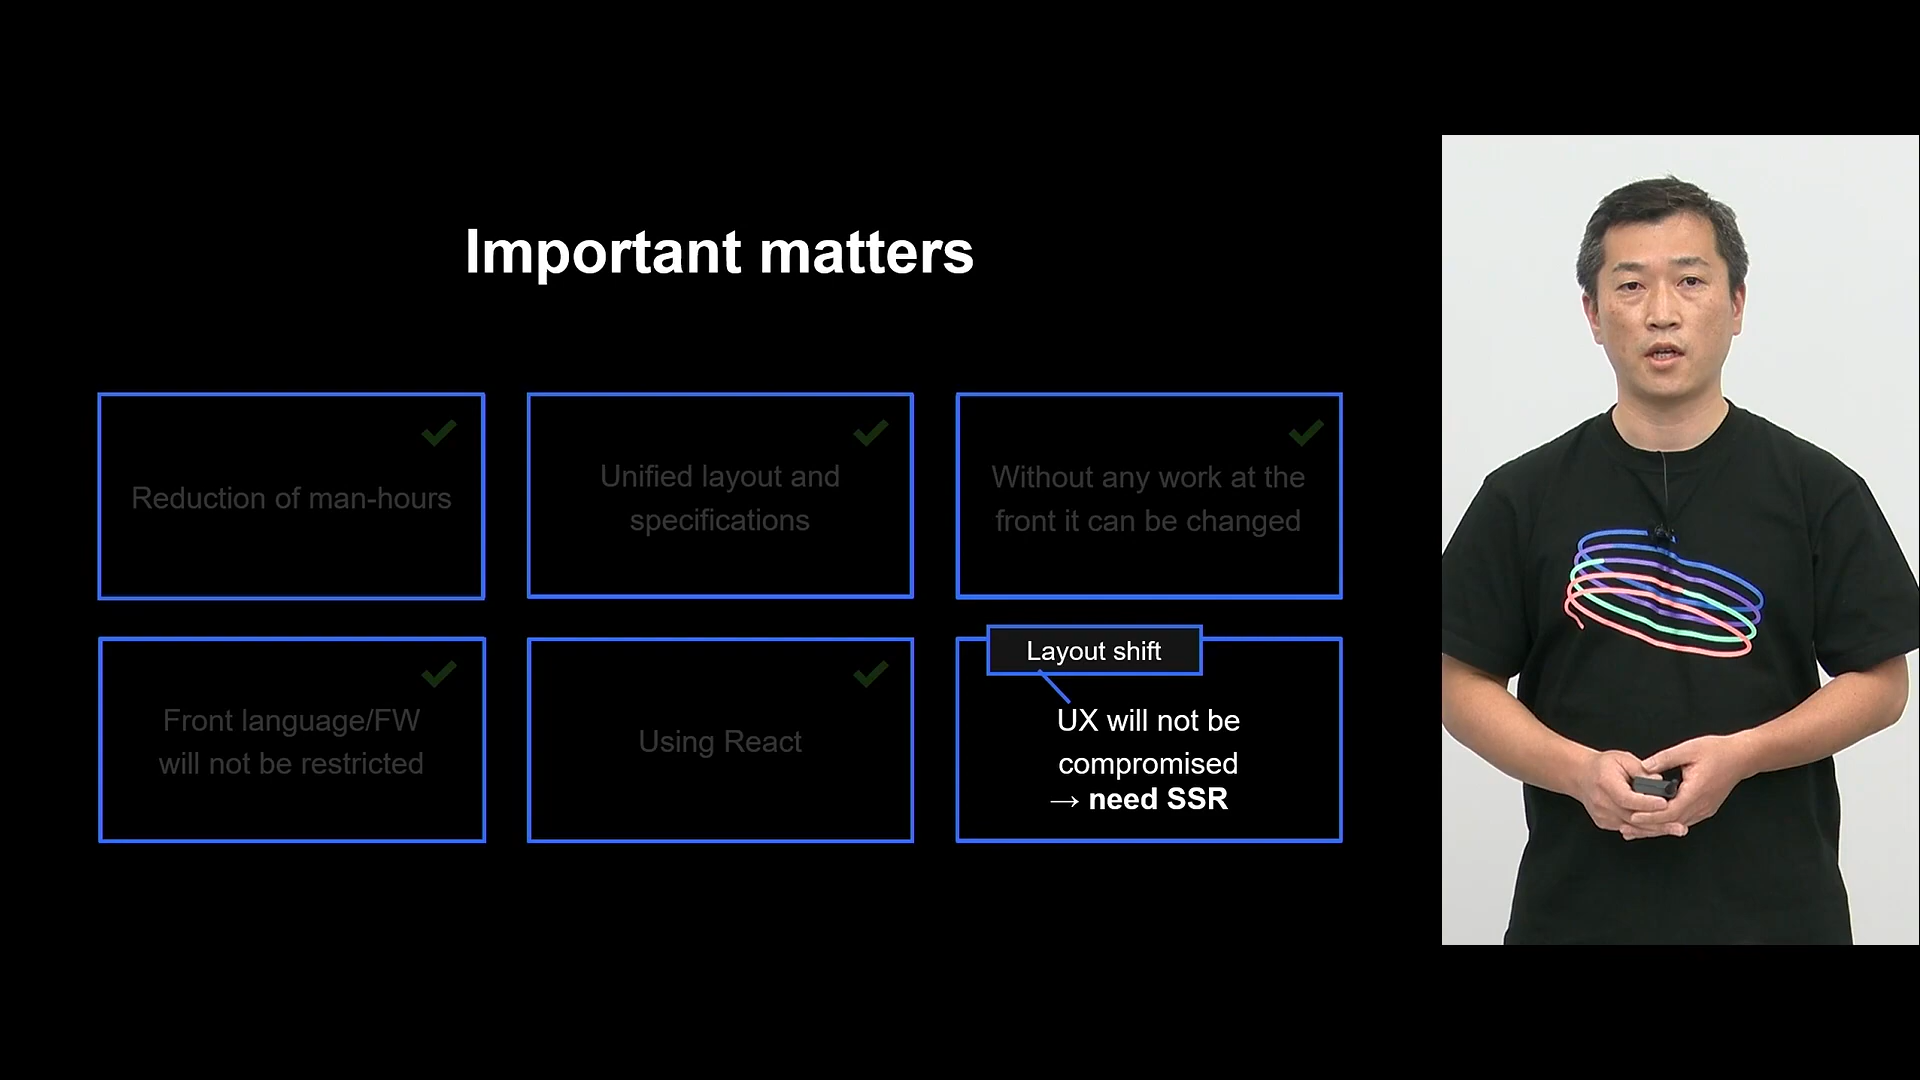 Important matters
Reduction of man-hours
Unified layout and
specifications
Without any work at the
front it can be changed
Front language/FW
will not be restricted
Using React
Layout shift
UX will not be
compromised
→ need SSR